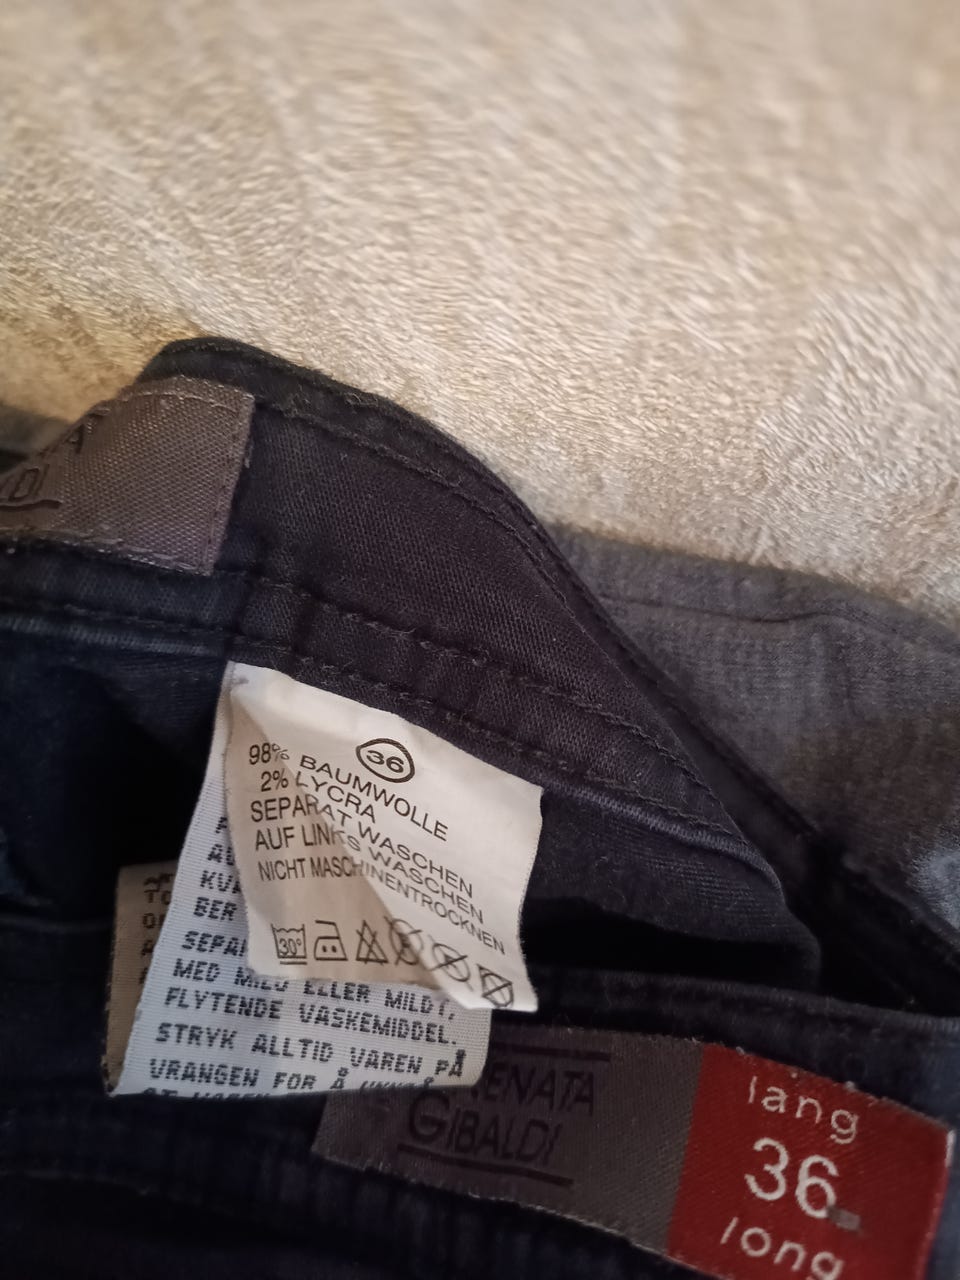 36
98% BAUMWOLLE
2% LYCRA
SEPARAT WASCHEN
AUF LINKS WASCHEN
NICHT MASCHINENTROCKNEN
30°
BER
MED MILD ELLER MILDT,
FLYTENDE VASKEMIDDEL.
STRYK ALLTID VAREN PÅ
VRANGEN FOR Å
RENATA
GIBALDI
lang
36
long